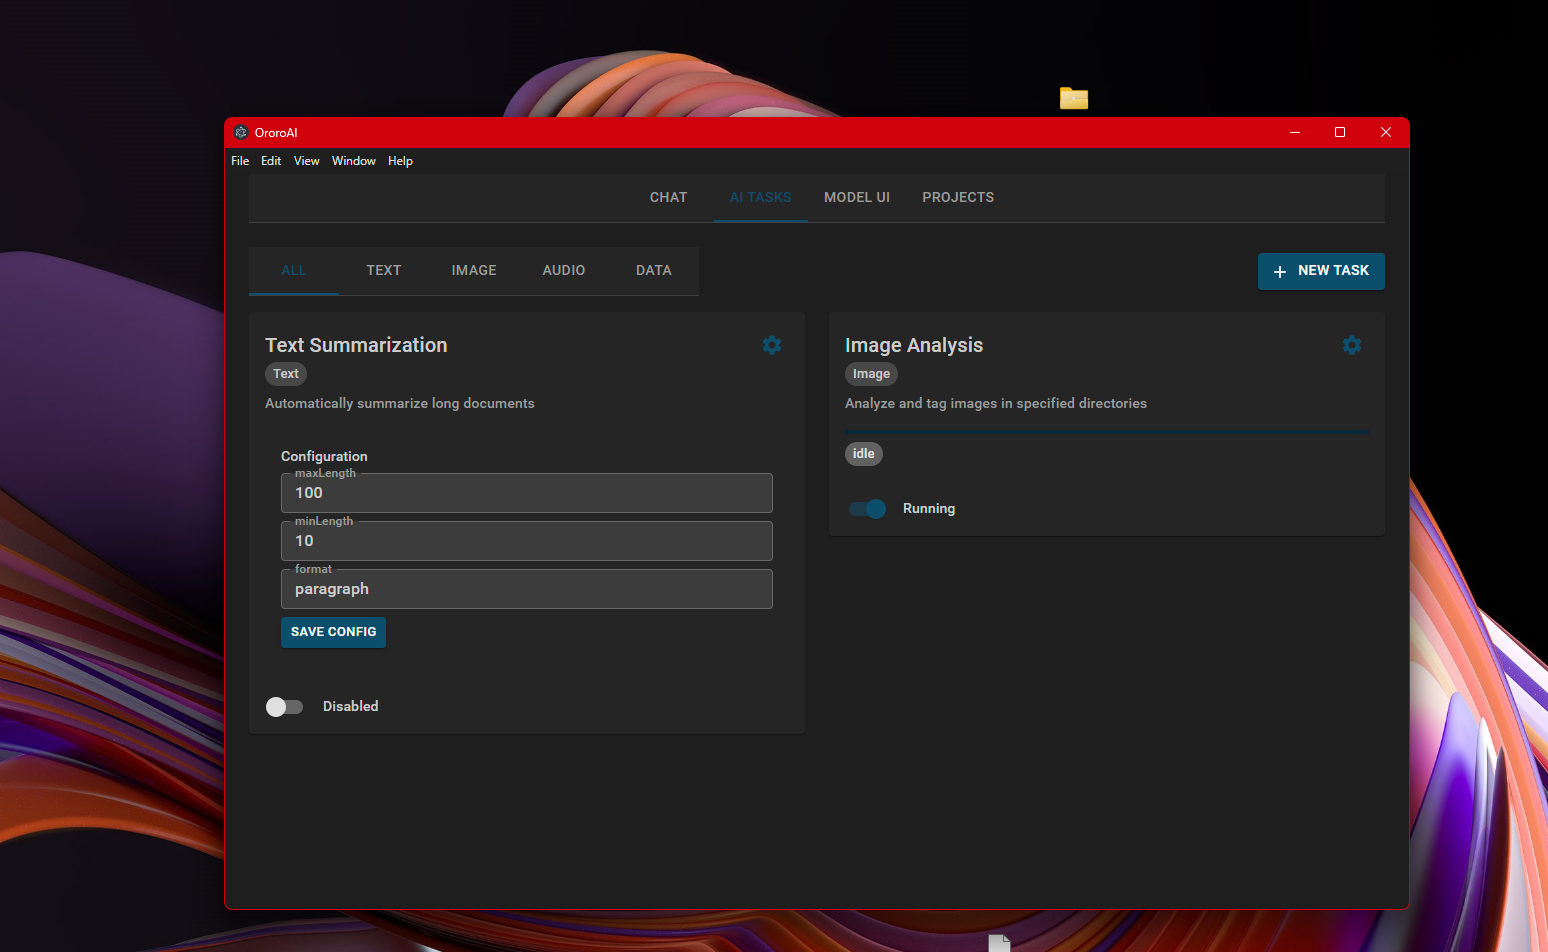 OroroAI
File Edit View Window Help
CHAT AI TASKS MODEL UI PROJECTS
ALL TEXT IMAGE AUDIO DATA
+ NEW TASK
Text Summarization
Text
Automatically summarize long documents
Configuration
maxLength
100
minLength
10
format
paragraph
SAVE CONFIG
Disabled
Image Analysis
Image
Analyze and tag images in specified directories
idle
Running